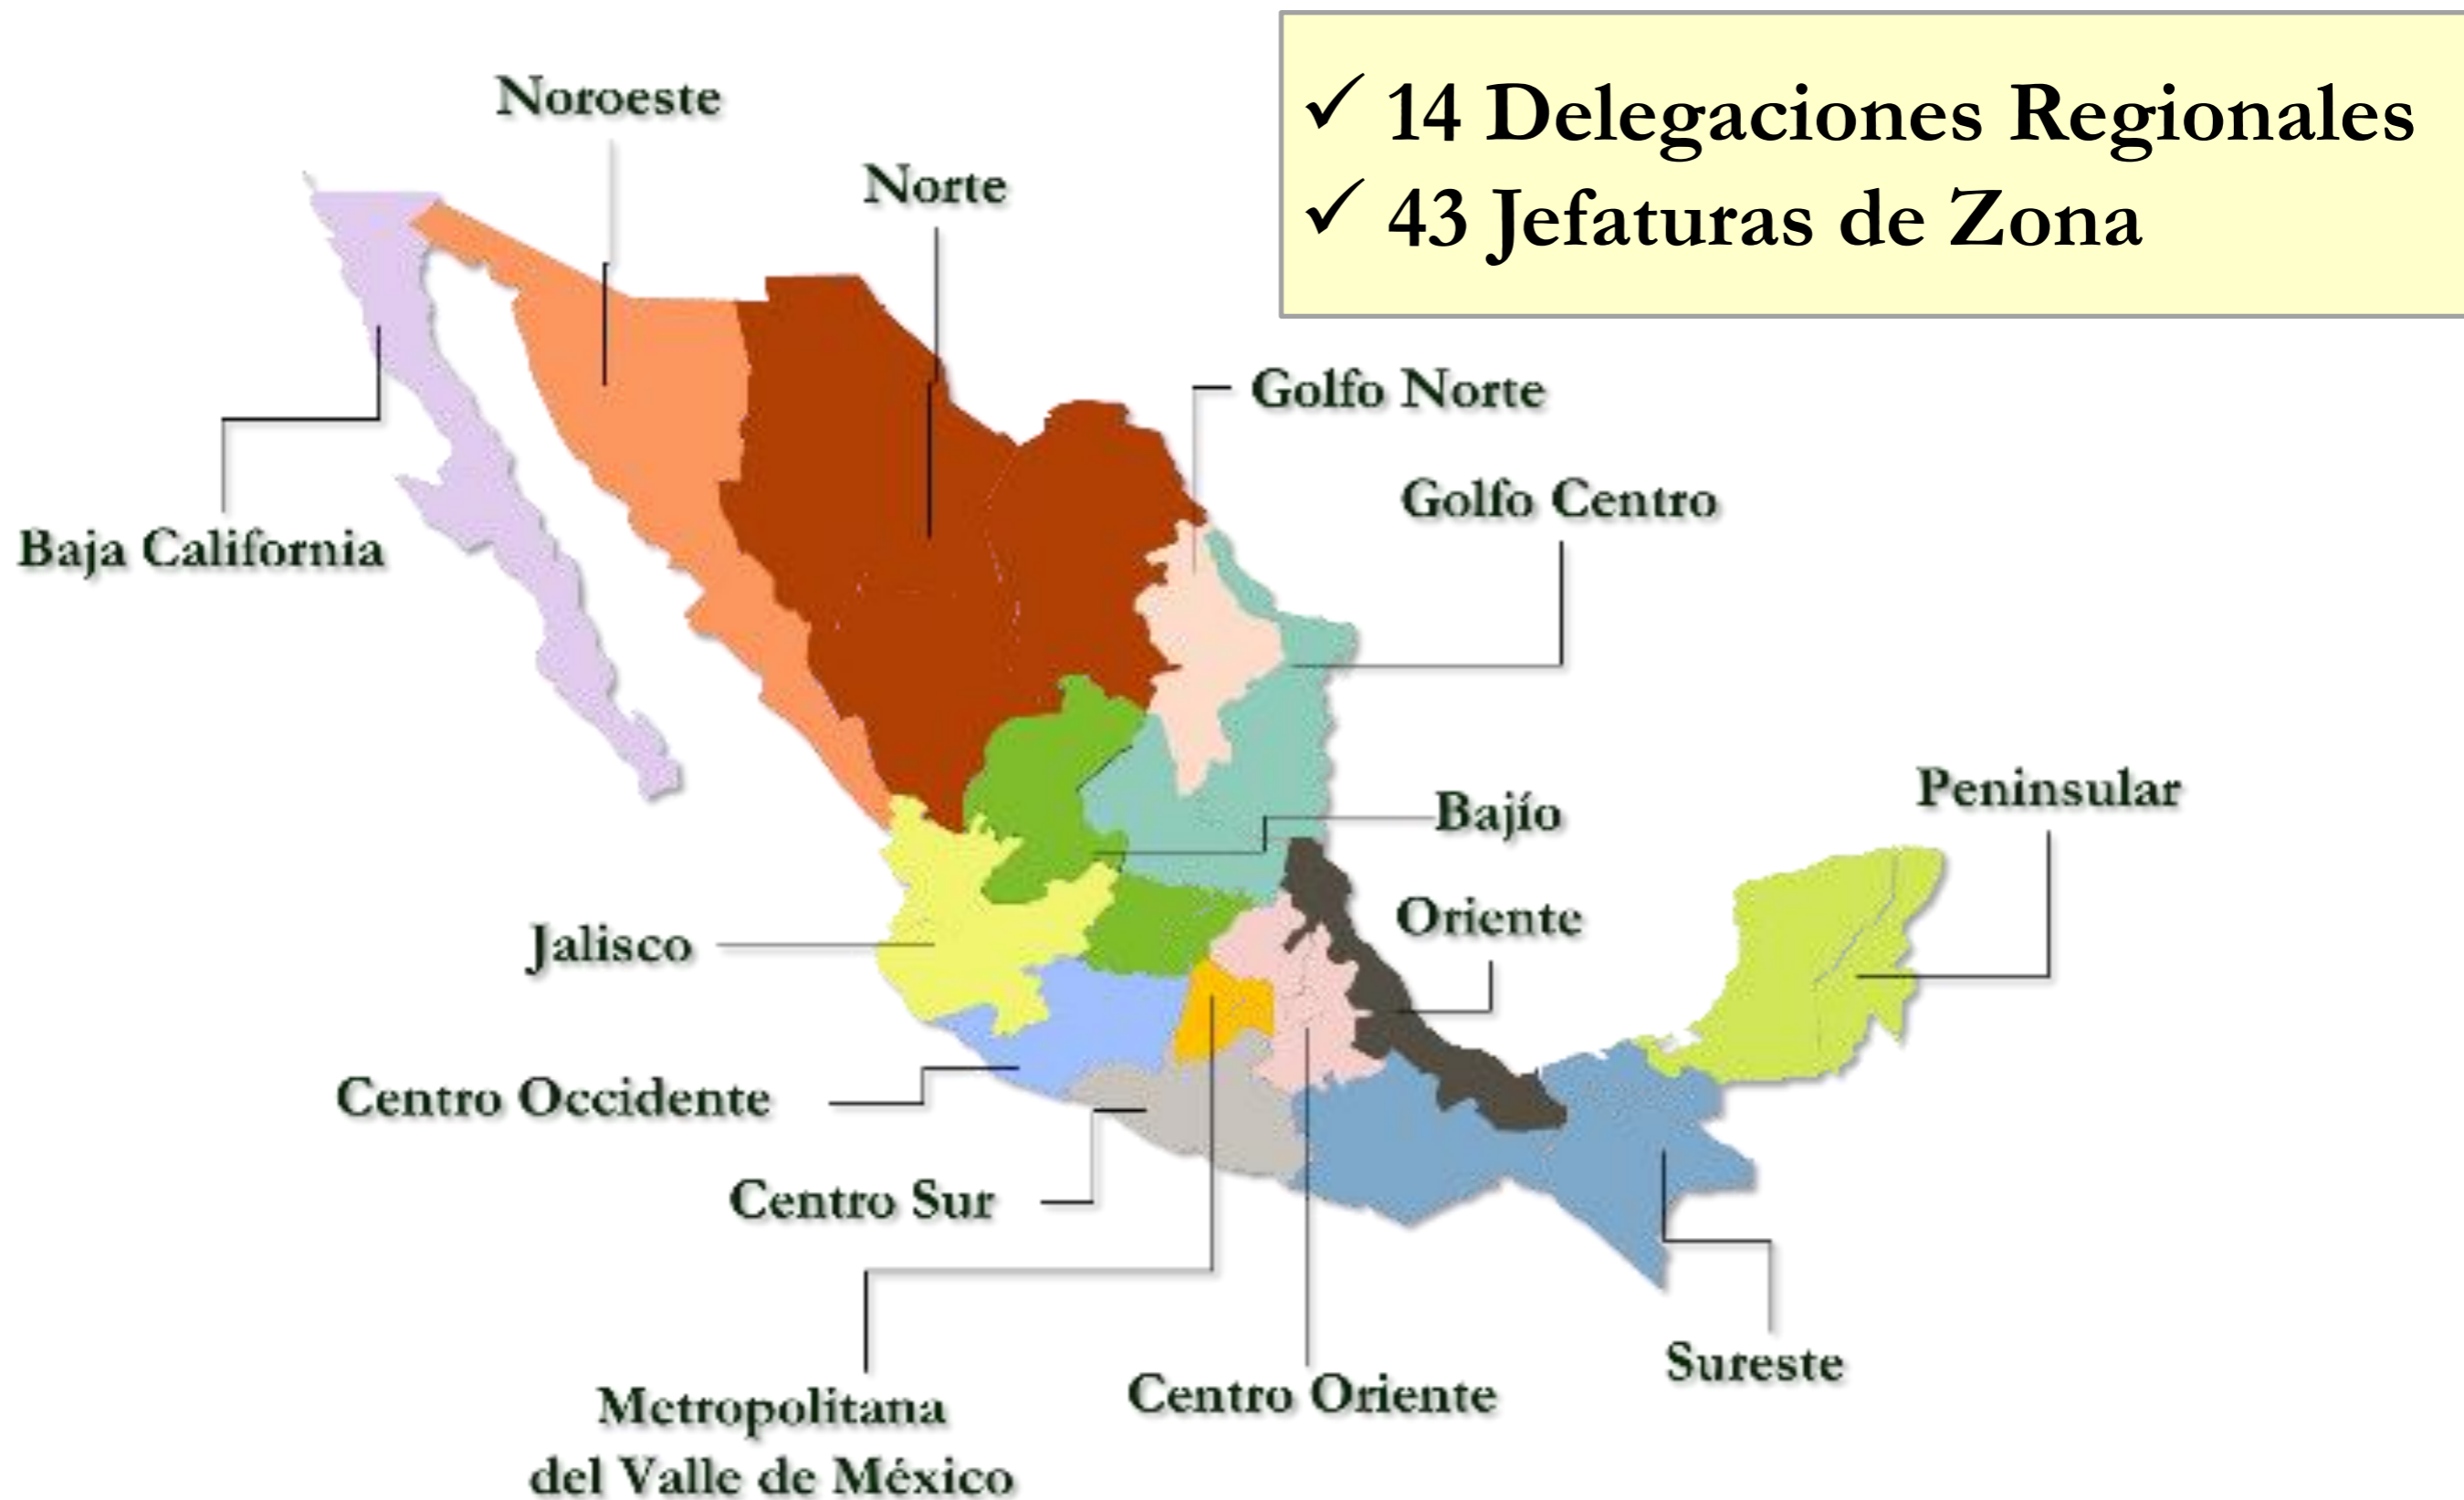 ✓ 14 Delegaciones Regionales
✓ 43 Jefaturas de Zona
Noroeste
Norte
Golfo Norte
Golfo Centro
Baja California
Bajío
Peninsular
Oriente
Jalisco
Centro Occidente
Centro Sur
Sureste
Centro Oriente
Metropolitana
del Valle de México